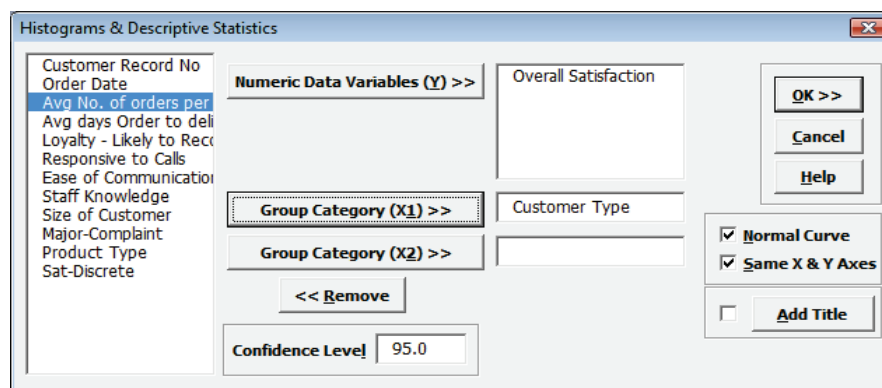 Histograms & Descriptive Statistics
Customer Record No
Order Date
Avg No. of orders per
Avg days Order to deli
Loyalty - Likely to Reco
Responsive to Calls
Ease of Communication
Staff Knowledge
Size of Customer
Major-Complaint
Product Type
Sat-Discrete
Numeric Data Variables (Y) >>
Overall Satisfaction
Group Category (X1) >>
Customer Type
Group Category (X2) >>
<< Remove
Confidence Level
95.0
OK >>
Cancel
Help
Normal Curve
Same X & Y Axes
Add Title